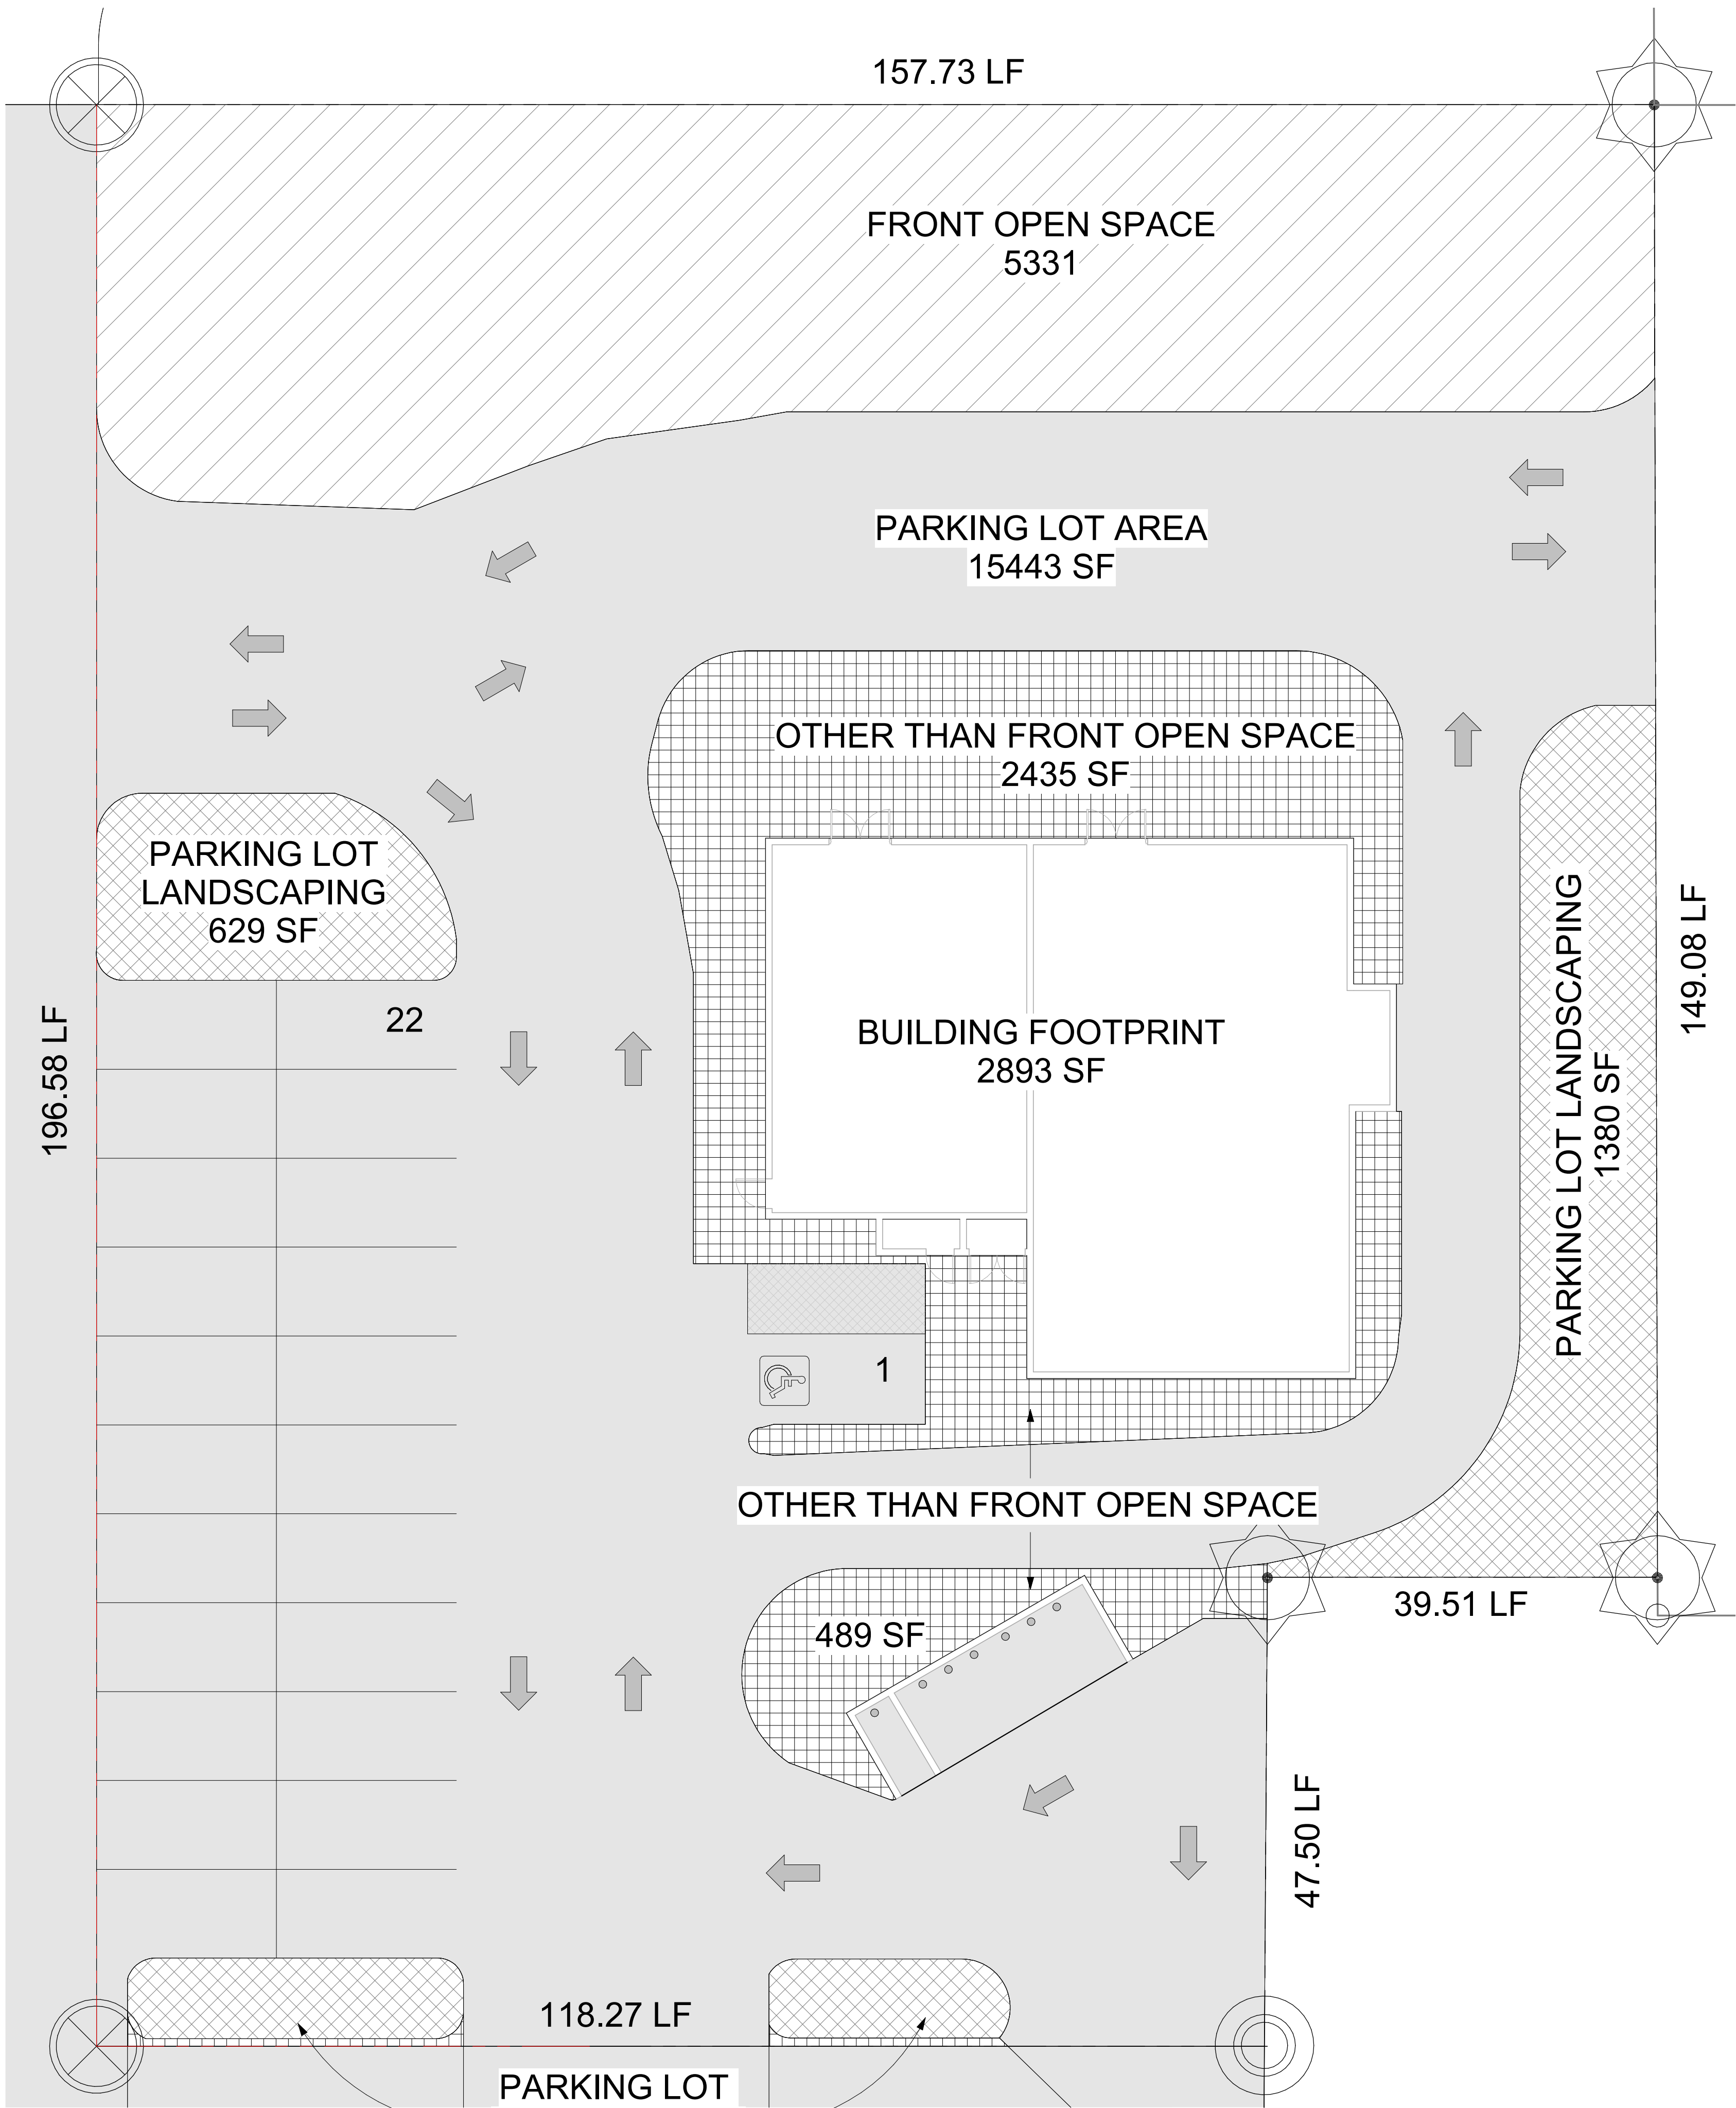 157.73 LF
FRONT OPEN SPACE
5331
PARKING LOT AREA
15443 SF
OTHER THAN FRONT OPEN SPACE
2435 SF
PARKING LOT
LANDSCAPING
629 SF
196.58 LF
22
BUILDING FOOTPRINT
2893 SF
PARKING LOT LANDSCAPING
1380 SF
149.08 LF
1
OTHER THAN FRONT OPEN SPACE
489 SF
39.51 LF
47.50 LF
118.27 LF
PARKING LOT